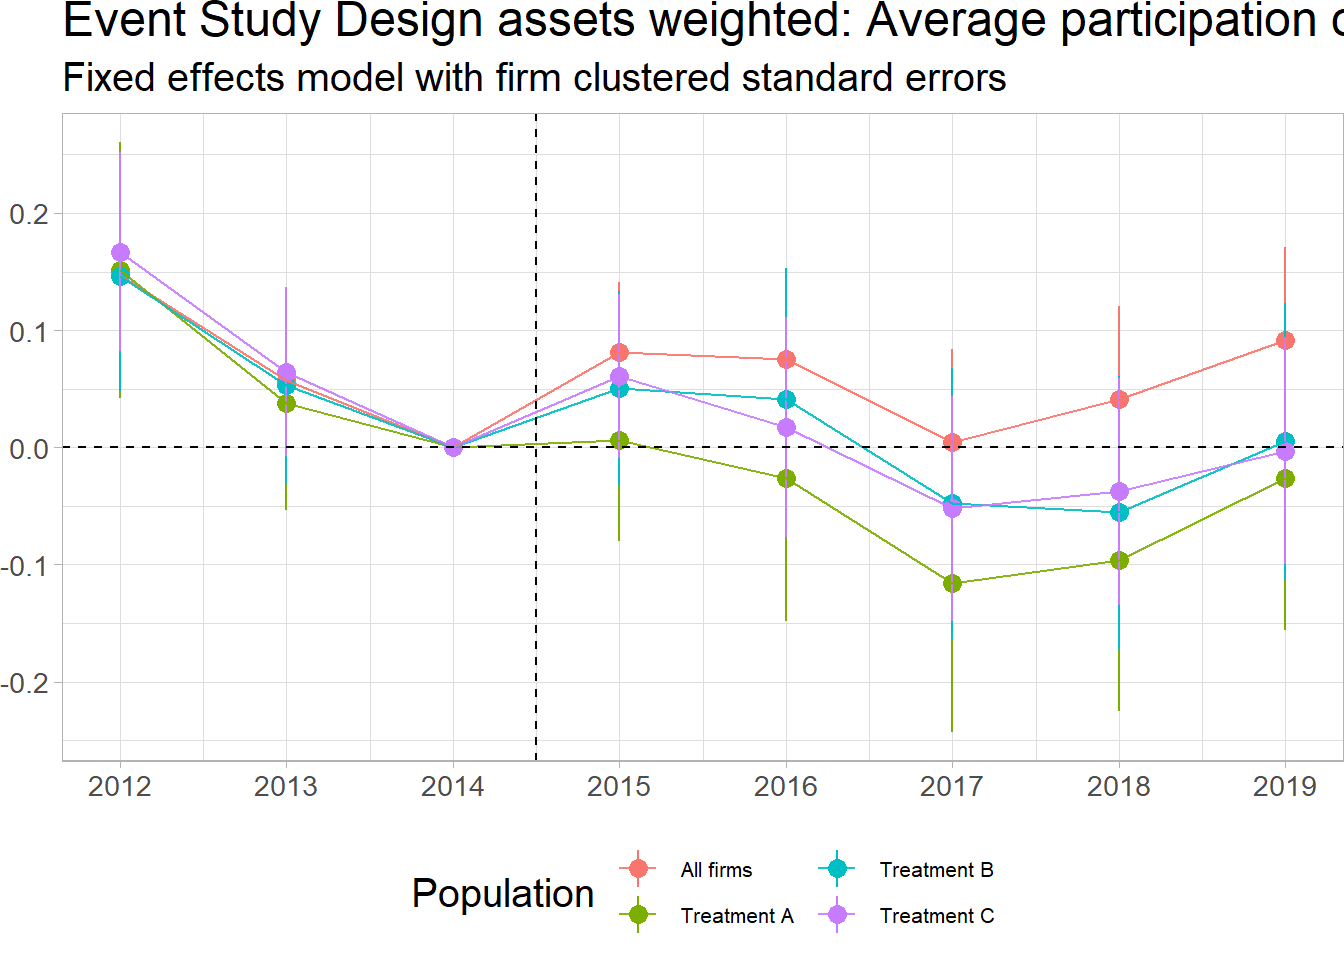 Event Study Design assets weighted: Average participation
Fixed effects model with firm clustered standard errors
0.2
0.1
0.0
-0.1
-0.2
2012 2013 2014 2015 2016 2017 2018 2019
Population
All firms Treatment B
Treatment A Treatment C